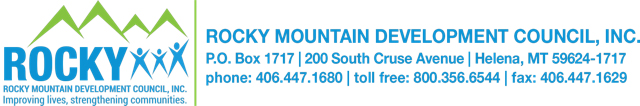 ROCKY
ROCKY MOUNTAIN DEVELOPMENT COUNCIL, INC.
Improving lives, strengthening communities.
ROCKY MOUNTAIN DEVELOPMENT COUNCIL, INC.
P.O. Box 1717 | 200 South Cruse Avenue | Helena, MT 59624-1717
phone: 406.447.1680 | toll free: 800.356.6544 | fax: 406.447.1629